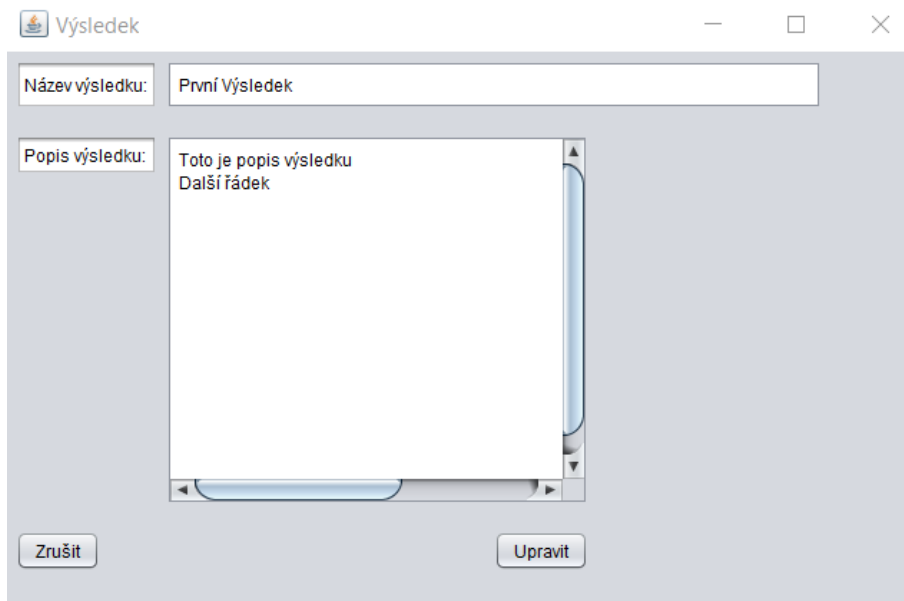 Výsledek
Název výsledku:
První Výsledek
Popis výsledku:
Toto je popis výsledku
Další řádek
Zrušit
Upravit